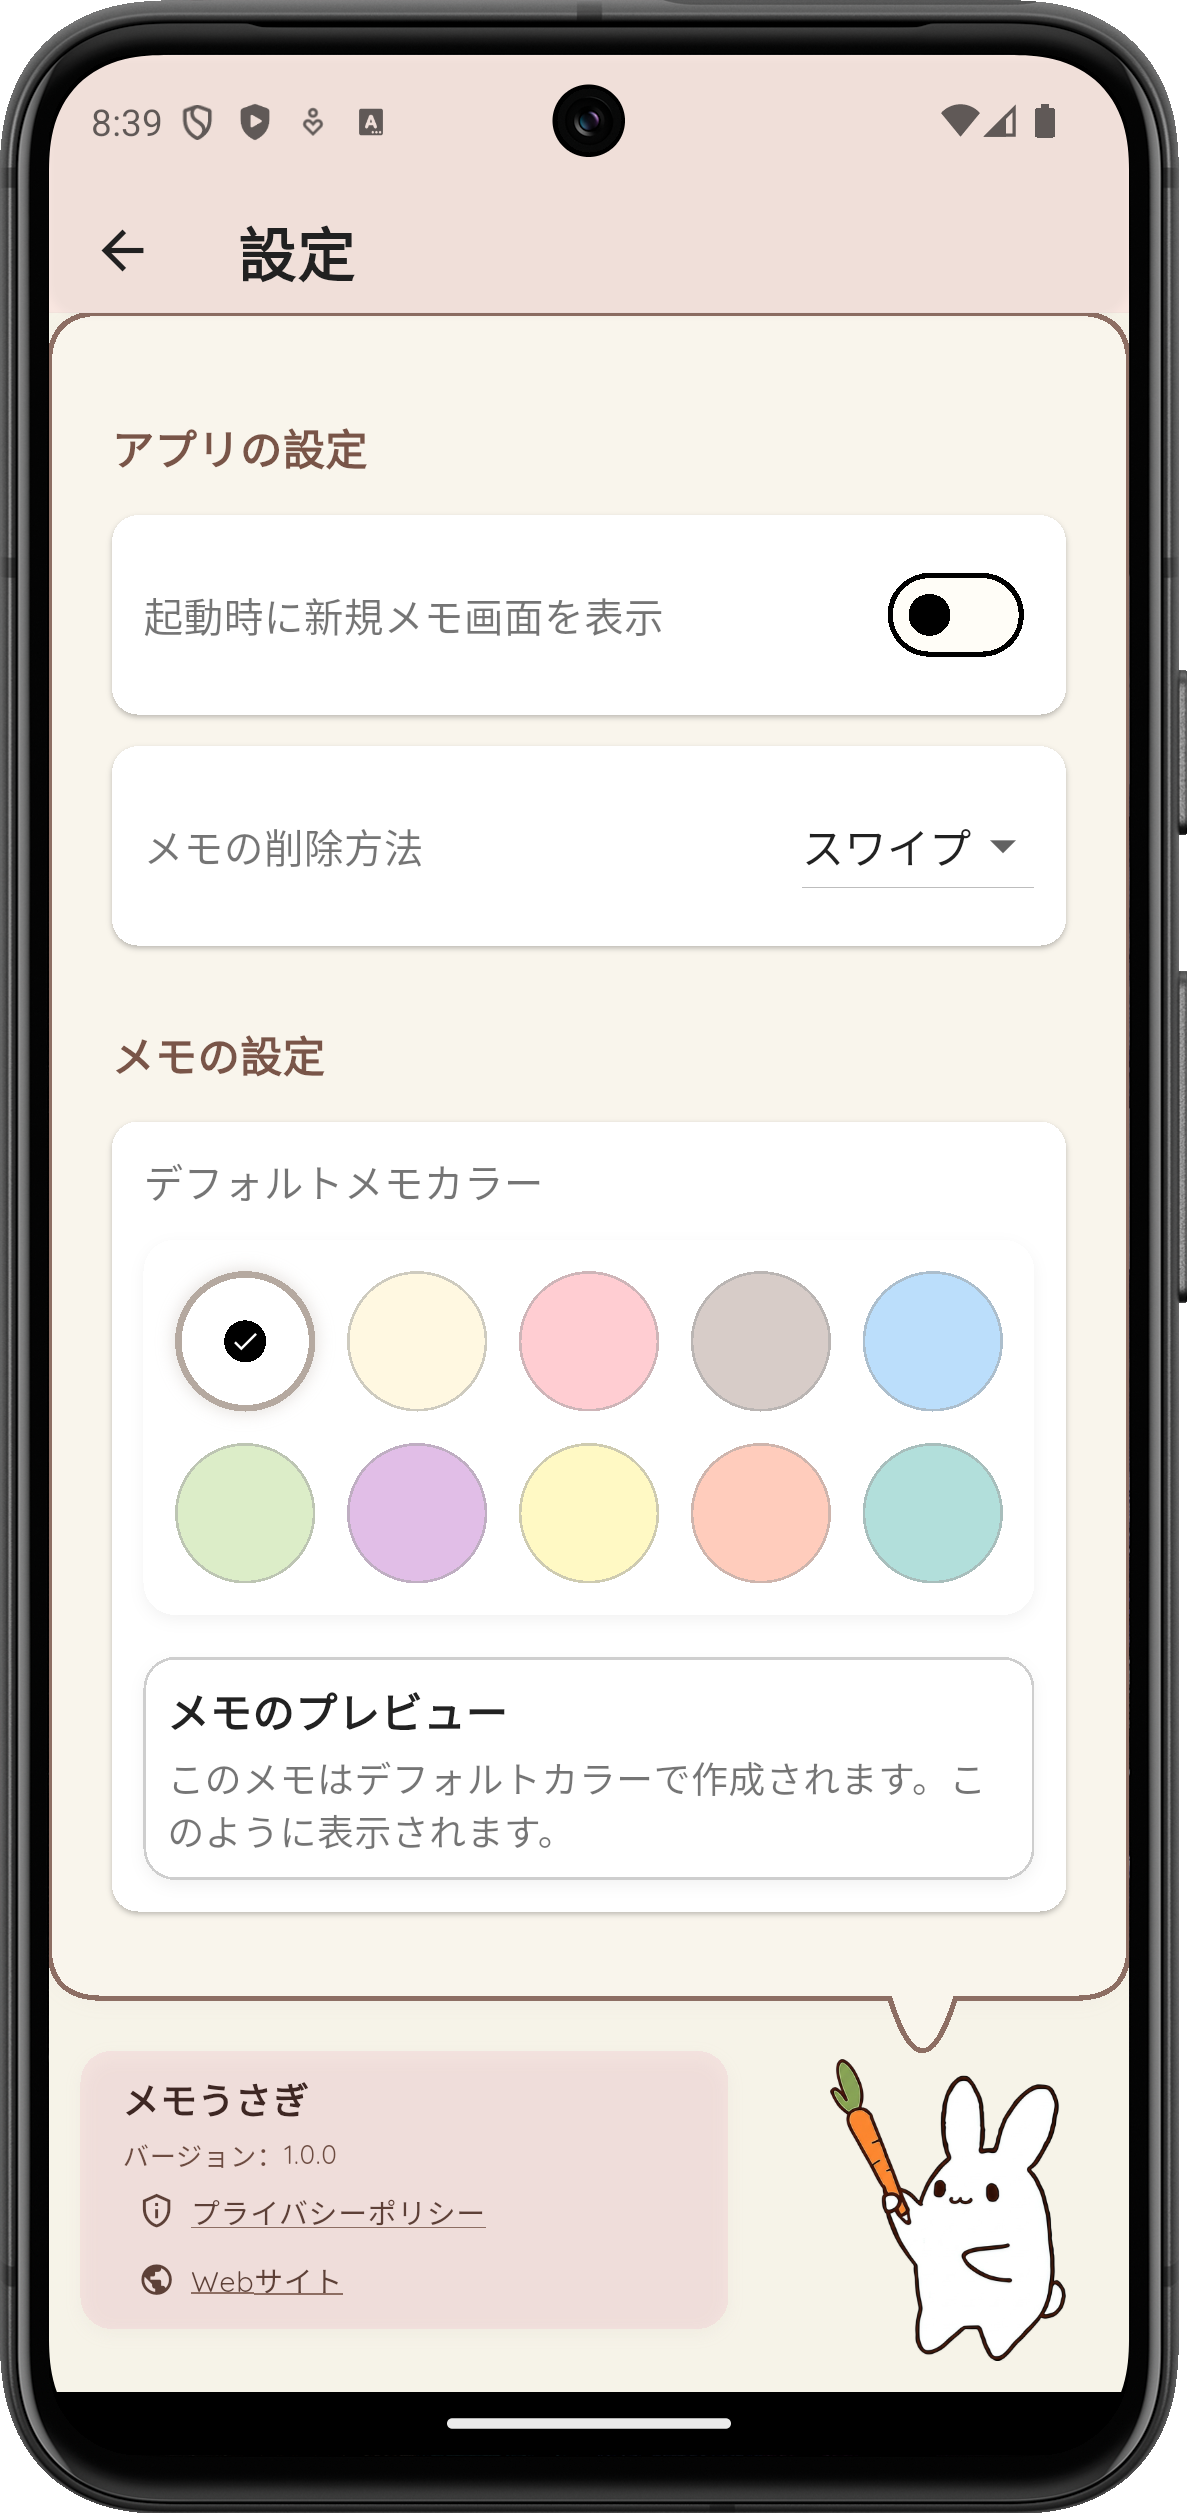 8:39
設定
アプリの設定
起動時に新規メモ画面を表示
メモの削除方法
スワイプ
メモの設定
デフォルトメモカラー
メモのプレビュー
このメモはデフォルトカラーで作成されます。こ
のように表示されます。
メモうさぎ
バージョン: 1.0.0
プライバシーポリシー
Webサイト